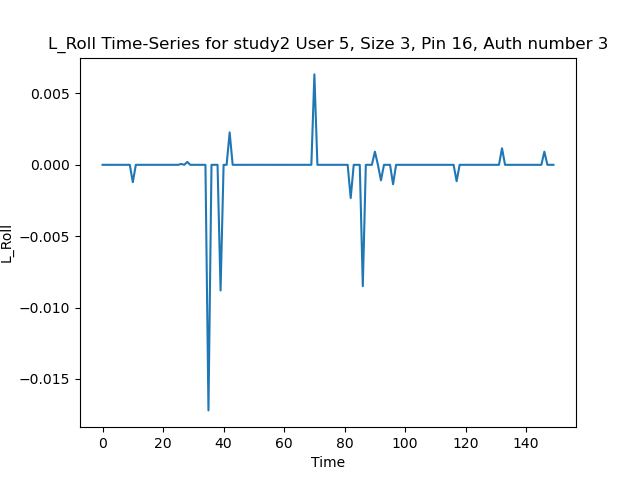 L_Roll Time-Series for study2 User 5, Size 3, Pin 16, Auth number 3
0.005
0.000
−0.005
−0.010
−0.015
L_Roll
0 20 40 60 80 100 120 140
Time